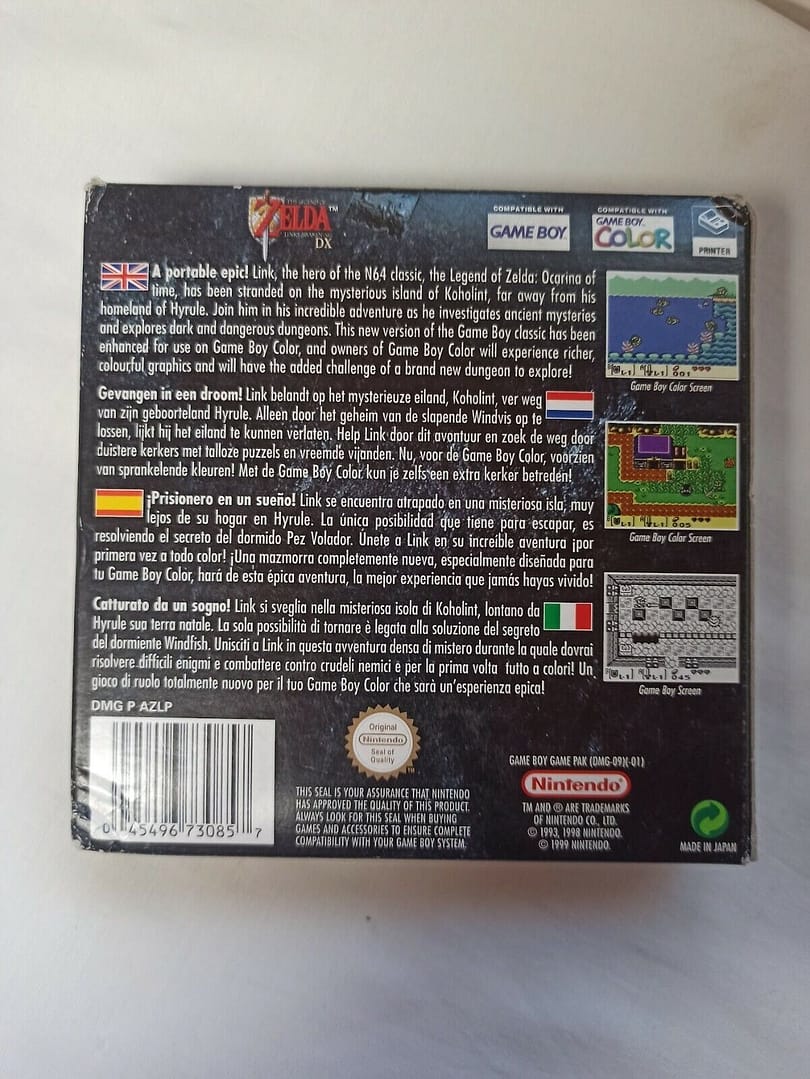 THE LEGEND OF
ZELDA™
LINK'S AWAKENING
DX
COMPATIBLE WITH
GAME BOY
COMPATIBLE WITH
GAME BOY
COLOR
PRINTER
A portable epic! Link, the hero of the N64 classic, the Legend of Zelda: Ocarina of
time, has been stranded on the mysterious island of Koholint, far away from his
homeland of Hyrule. Join him in his incredible adventure as he investigates ancient mysteries
and explores dark and dangerous dungeons. This new version of the Game Boy classic has been
enhanced for use on Game Boy Color, and owners of Game Boy Color will experience richer,
colourful graphics and will have the added challenge of a brand new dungeon to explore!
Game Boy Color Screen
Gevangen in een droom! Link belandt op het mysterieuze eiland, Koholint, ver weg
van zijn geboorteland Hyrule. Alleen door het geheim van de slapende Windvis op te
lossen, lijkt hij het eiland te kunnen verlaten. Help Link door dit avontuur en zoek de weg door
duistere kerkers met talloze puzzels en vreemde vijanden. Nu, voor de Game Boy Color, voorzien
van sprankelende kleuren! Met de Game Boy Color kun je zelfs een extra kerker betreden!
Game Boy Color Screen
¡Prisionero en un sueño! Link se encuentra atrapado en una misteriosa isla, muy
lejos de su hogar en Hyrule. La única posibilidad que tiene para escapar, es
resolviendo el secreto del dormido Pez Volador. Únete a Link en su increíble aventura ¡por
primera vez a todo color! ¡Una mazmorra completamente nueva, especialmente diseñada para
tu Game Boy Color, hará de esta épica aventura, la mejor experiencia que jamás hayas vivido!
Catturato da un sogno! Link si sveglia nella misteriosa isola di Koholint, lontano da
Hyrule sua terra natale. La sola possibilità di tornare è legata alla soluzione del segreto
del dormiente Windfish. Unisciti a Link in questa avventura densa di mistero durante la quale dovrai
risolvere difficili enigmi e combattere contro crudeli nemici e per la prima volta tutto a colori! Un
gioco di ruolo totalmente nuovo per il tuo Game Boy Color che sarà un'esperienza epica!
Game Boy Screen
DMG P AZLP
0 45496 73085 7
Original
Nintendo
Seal of
Quality
TM
THIS SEAL IS YOUR ASSURANCE THAT NINTENDO
HAS APPROVED THE QUALITY OF THIS PRODUCT.
ALWAYS LOOK FOR THIS SEAL WHEN BUYING
GAMES AND ACCESSORIES TO ENSURE COMPLETE
COMPATIBILITY WITH YOUR GAME BOY SYSTEM.
GAME BOY GAME PAK (DMG-09)(-01)
Nintendo
TM AND ® ARE TRADEMARKS
OF NINTENDO CO., LTD.
© 1993, 1998 NINTENDO.
© 1999 NINTENDO.
MADE IN JAPAN